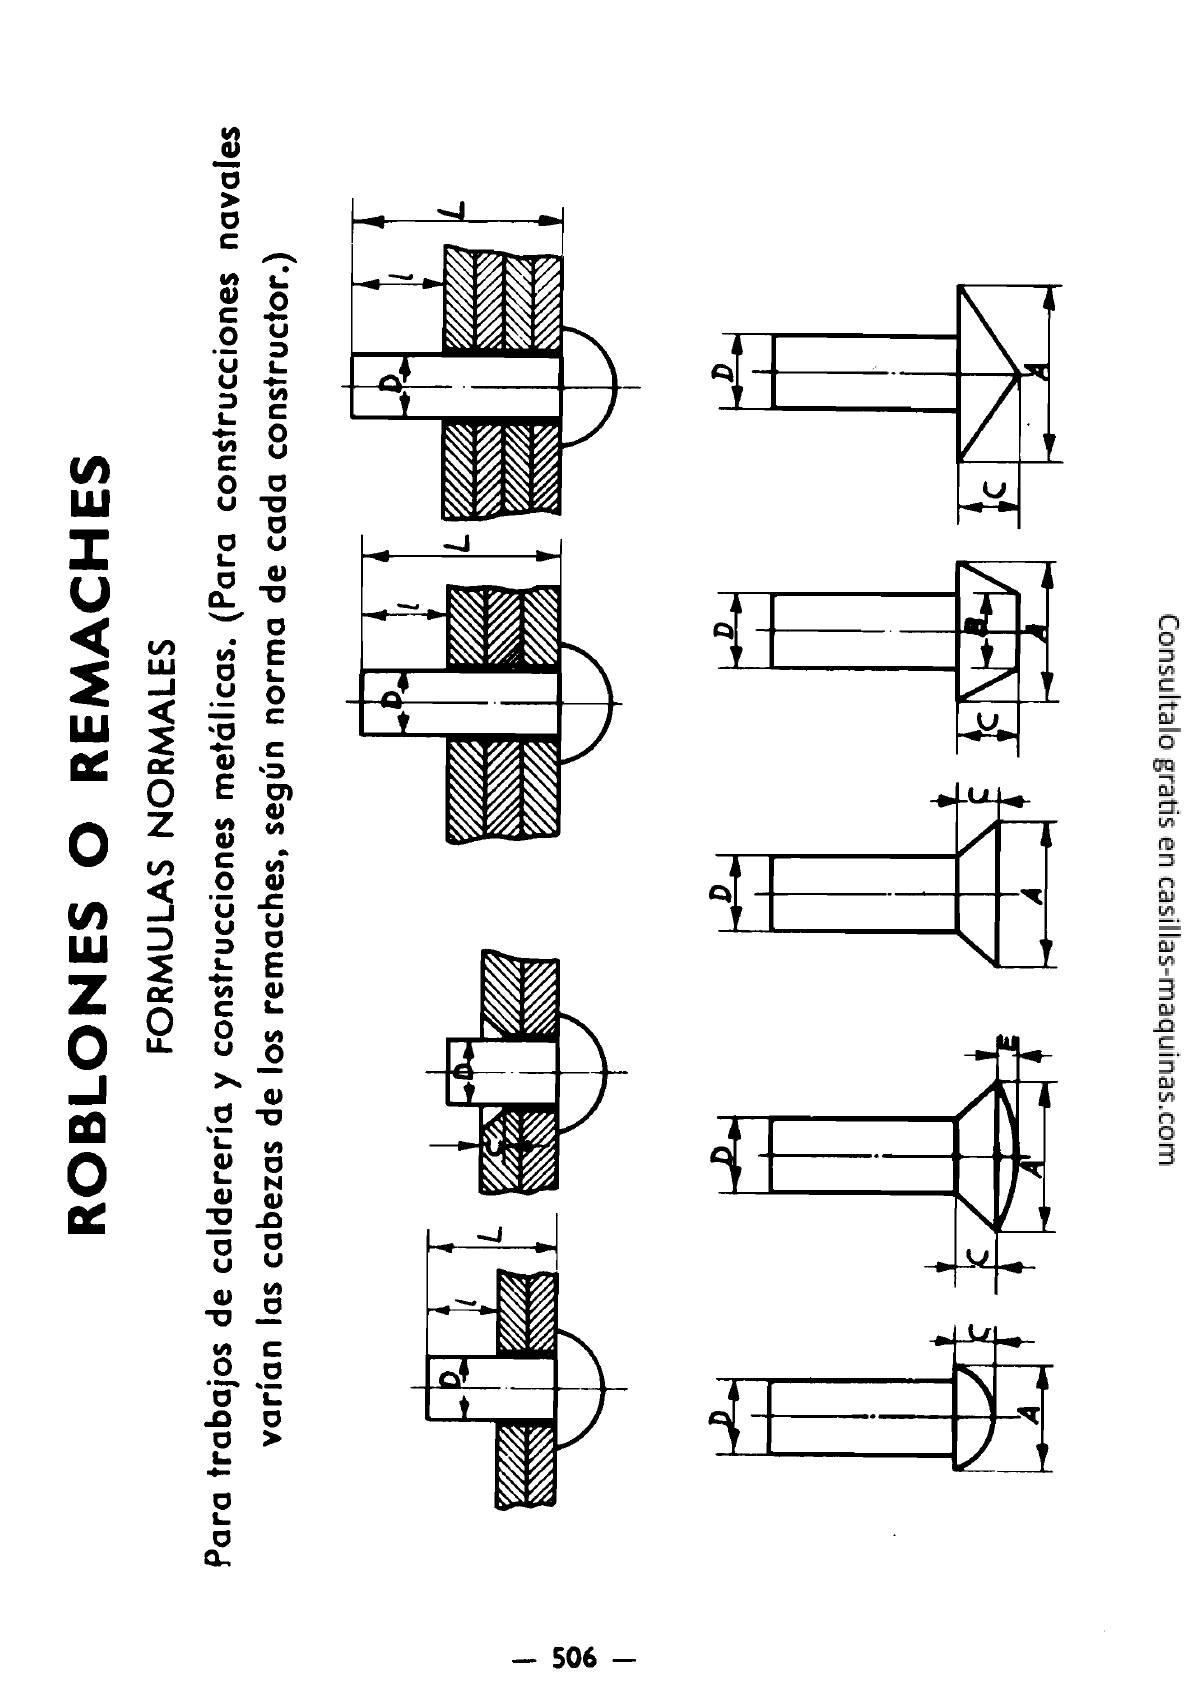 ROBLONES O REMACHES
FORMULAS NORMALES
Para trabajos de calderería y construcciones metálicas. (Para construcciones navales
varían las cabezas de los remaches, según norma de cada constructor.)
D l L
D C
D l L
D l L
D A C
D A C E
D A C
D B A C
D A C
— 506 —
Consultalo gratis en casillas-maquinas.com